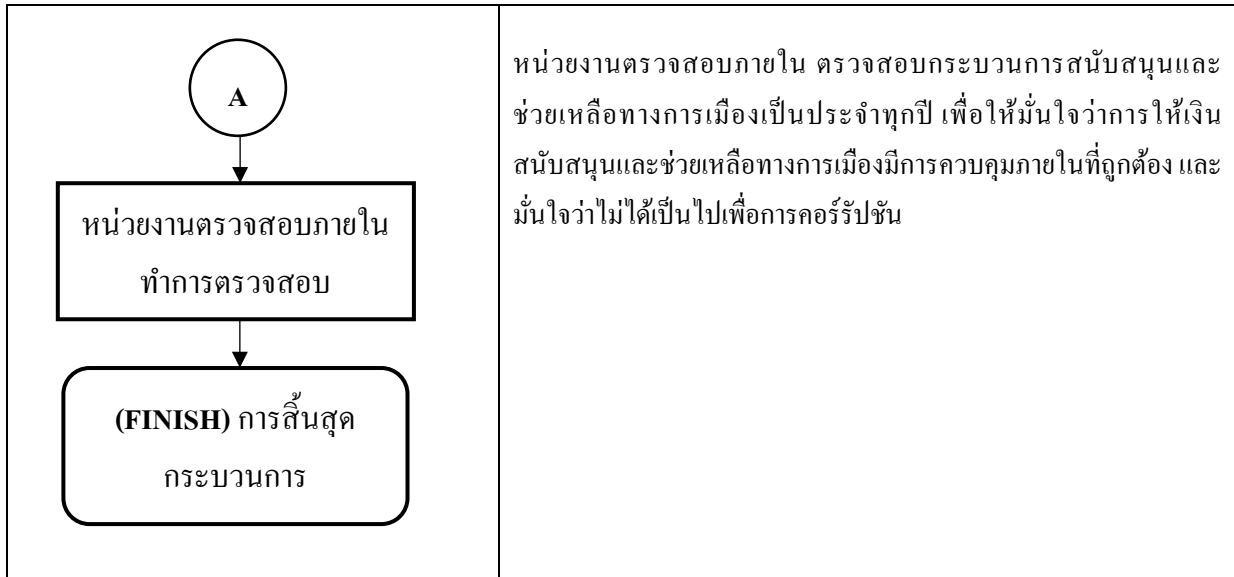 A
หน่วยงานตรวจสอบภายใน
ทำการตรวจสอบ
(FINISH) การสิ้นสุด
กระบวนการ
หน่วยงานตรวจสอบภายใน ตรวจสอบกระบวนการสนับสนุนและ
ช่วยเหลือทางการเมืองเป็นประจำทุกปี เพื่อให้มั่นใจว่าการให้เงิน
สนับสนุนและช่วยเหลือทางการเมืองมีการควบคุมภายในที่ถูกต้อง และ
มั่นใจว่าไม่ได้เป็นไปเพื่อการคอร์รัปชัน